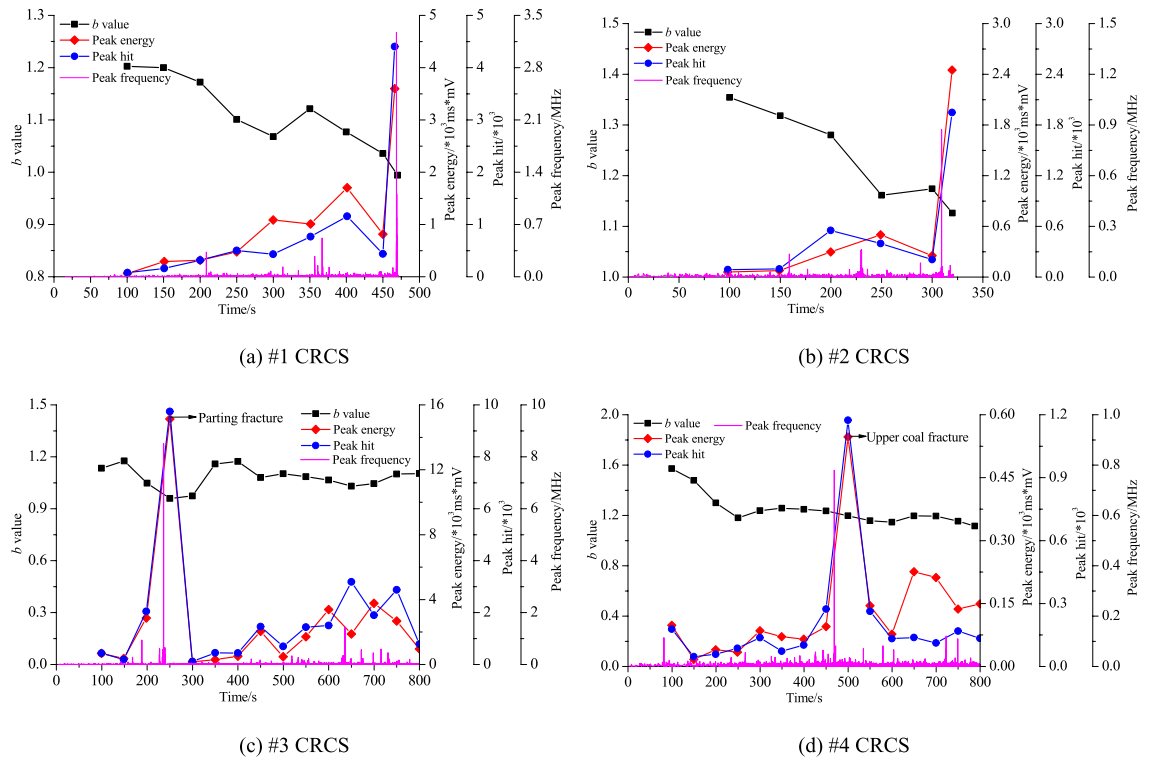 1.3
1.2
1.1
1.0
0.9
0.8
b value
b value
Peak energy
Peak hit
Peak frequency
0 50 100 150 200 250 300 350 400 450 500
Time/s
5
4
3
2
1
0
Peak energy/*10³ms*mV
5
4
3
2
1
0
Peak hit/*10³
3.5
2.8
2.1
1.4
0.7
0.0
Peak frequency/MHz
(a) #1 CRCS
1.5
1.4
1.3
1.2
1.1
1.0
b value
b value
Peak energy
Peak hit
Peak frequency
0 50 100 150 200 250 300 350
Time/s
3.0
2.4
1.8
1.2
0.6
0.0
Peak energy/*10³ms*mV
3.0
2.4
1.8
1.2
0.6
0.0
Peak hit/*10³
1.5
1.2
0.9
0.6
0.3
0.0
Peak frequency/MHz
(b) #2 CRCS
1.5
1.2
0.9
0.6
0.3
0.0
b value
Parting fracture
b value
Peak energy
Peak hit
Peak frequency
0 100 200 300 400 500 600 700 800
Time/s
16
12
8
4
0
Peak energy/*10³ms*mV
10
8
6
4
2
0
Peak hit/*10³
10
8
6
4
2
0
Peak frequency/MHz
(c) #3 CRCS
2.0
1.6
1.2
0.8
0.4
0.0
b value
b value
Peak energy
Peak hit
Peak frequency
Upper coal fracture
0 100 200 300 400 500 600 700 800
Time/s
0.60
0.45
0.30
0.15
0.00
Peak energy/*10³ms*mV
1.2
0.9
0.6
0.3
0.0
Peak hit/*10³
1.0
0.8
0.6
0.4
0.2
0.0
Peak frequency/MHz
(d) #4 CRCS